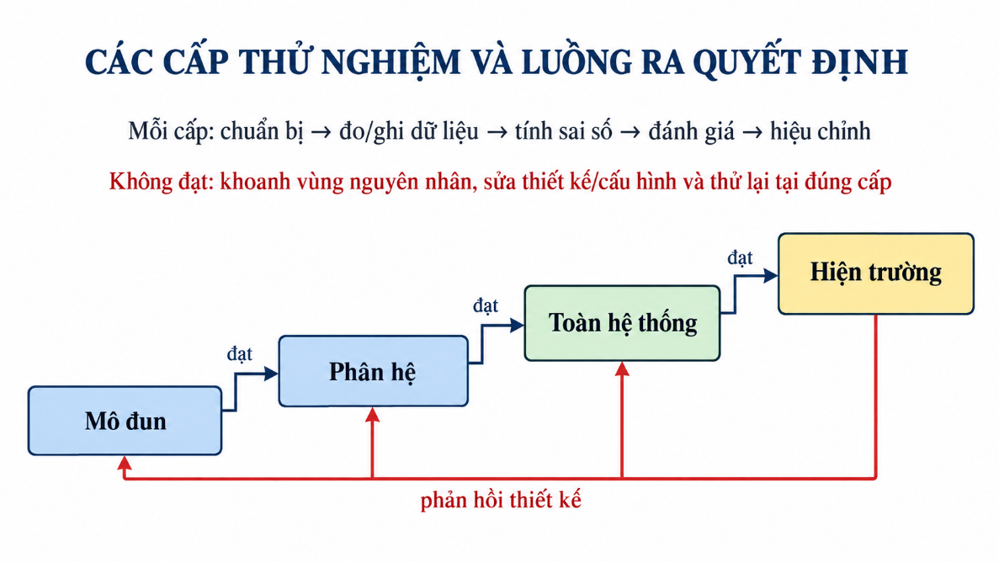 CÁC CẤP THỬ NGHIỆM VÀ LUỒNG RA QUYẾT ĐỊNH
Mỗi cấp: chuẩn bị → đo/ghi dữ liệu → tính sai số → đánh giá → hiệu chỉnh
Không đạt: khoanh vùng nguyên nhân, sửa thiết kế/cấu hình và thử lại tại đúng cấp
Mô đun
đạt
Phân hệ
đạt
Toàn hệ thống
đạt
Hiện trường
phản hồi thiết kế